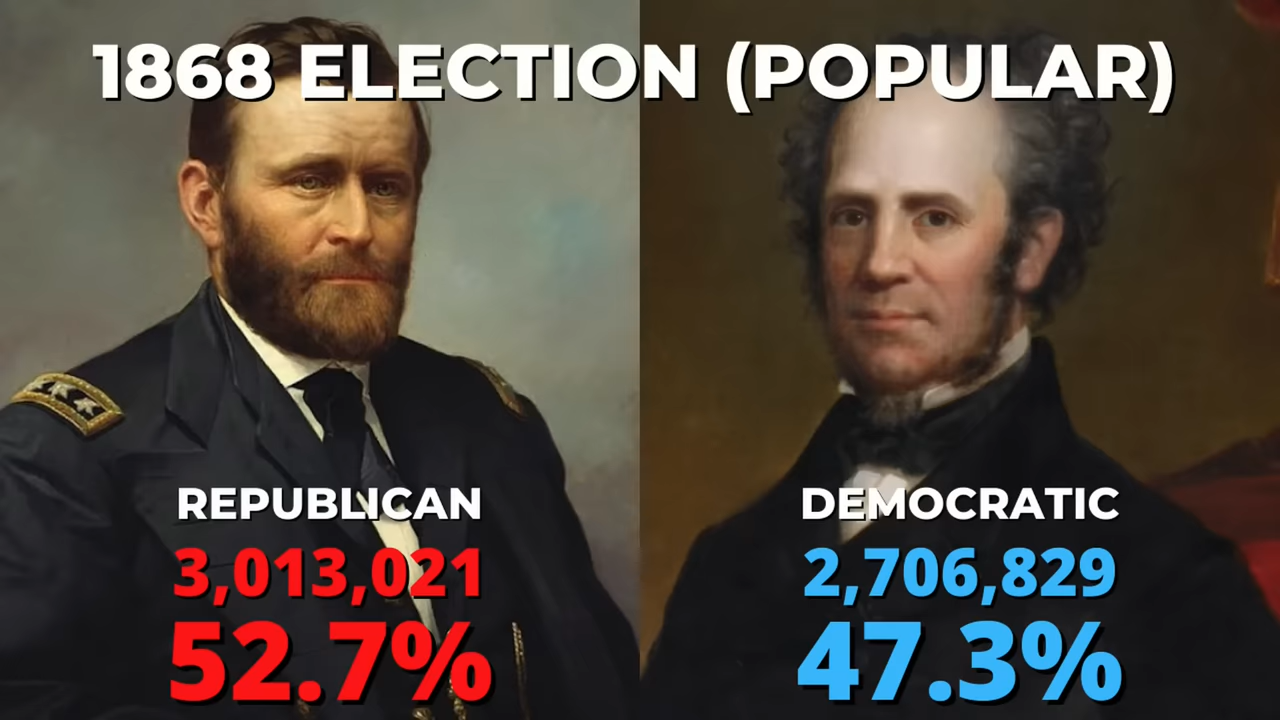 1868 ELECTION (POPULAR)
REPUBLICAN
3,013,021
52.7%
DEMOCRATIC
2,706,829
47.3%